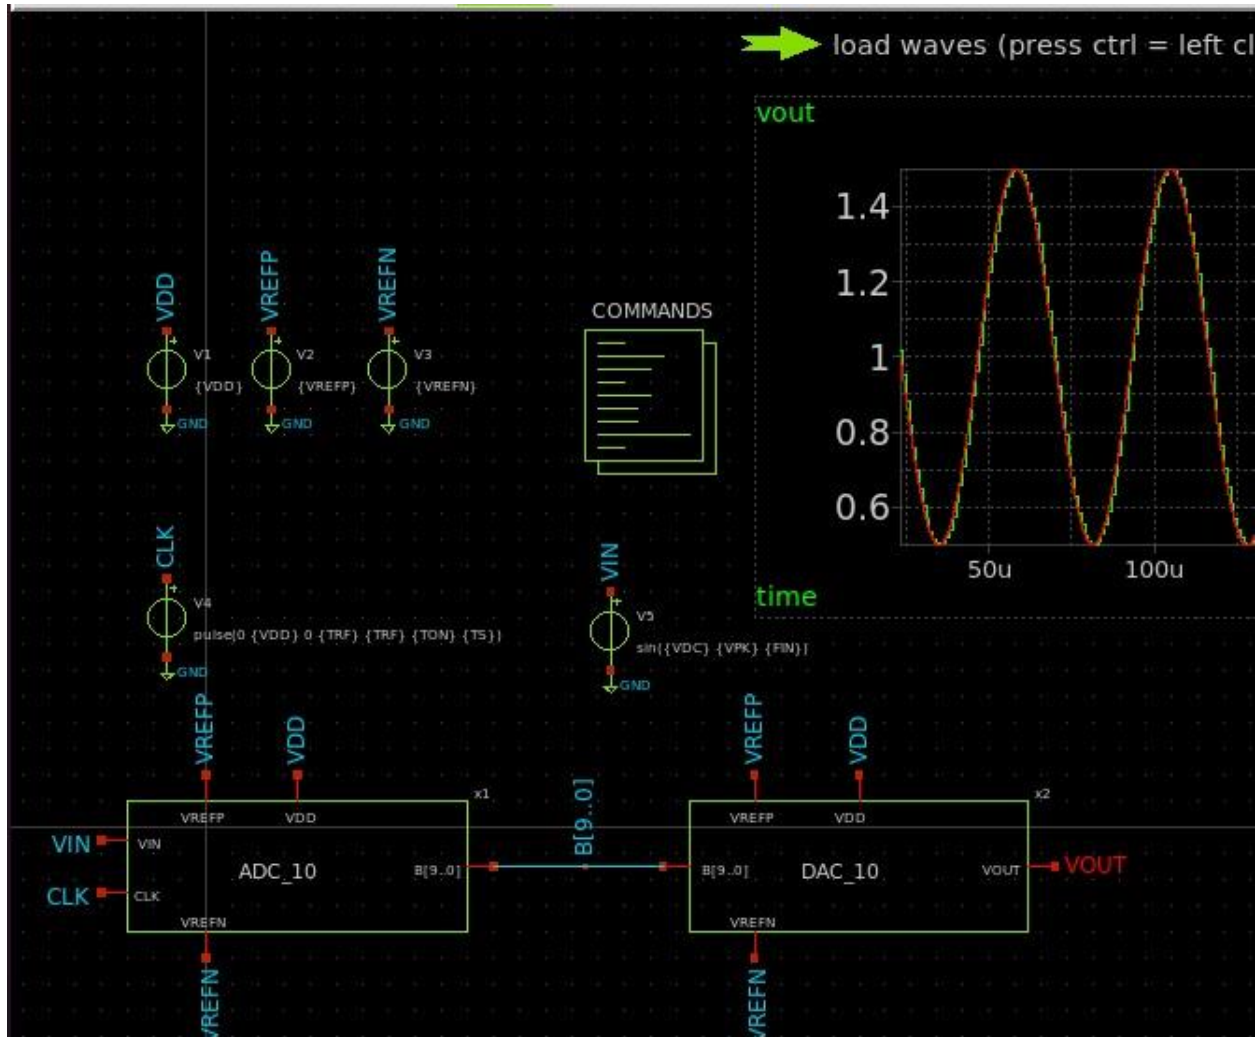 load waves (press ctrl = left cl
vout
1.4
1.2
1
0.8
0.6
50u
100u
time
VDD
VREFP
VREFN
V1
{VDD}
GND
V2
{VREFP}
GND
V3
{VREFN}
GND
COMMANDS
CLK
V4
pulse(0 {VDD} 0 {TRF} {TRF} {TON} {TS})
GND
VIN
V5
sin({VDC} {VPK} {FIN})
GND
VREFP
VDD
x1
VREFP
VDD
VIN
VIN
ADC_10
B[9..0]
CLK
CLK
VREFN
VREFN
B[9..0]
VREFP
VDD
x2
VREFP
VDD
B[9..0]
DAC_10
VOUT
VOUT
VREFN
VREFN